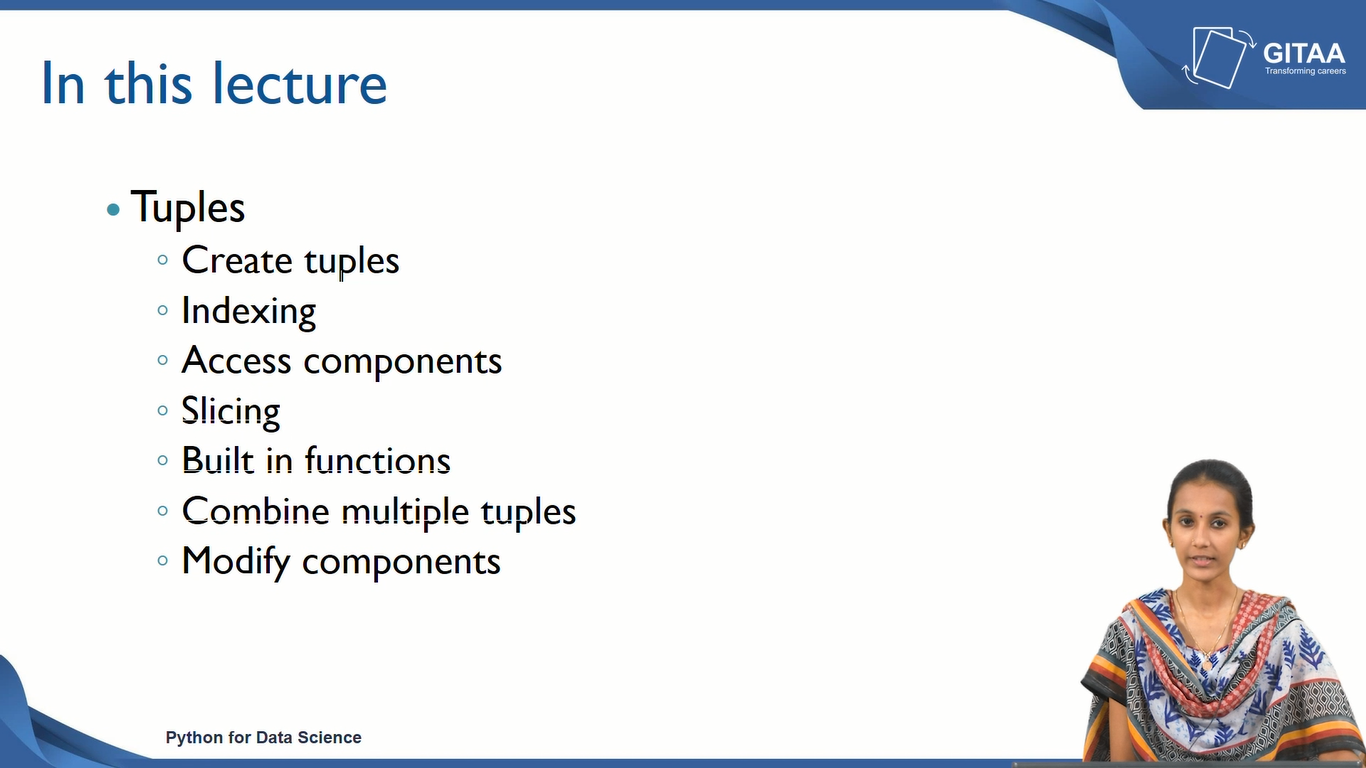 In this lecture
GITAA
Transforming careers
Tuples
Create tuples
Indexing
Access components
Slicing
Built in functions
Combine multiple tuples
Modify components
Python for Data Science